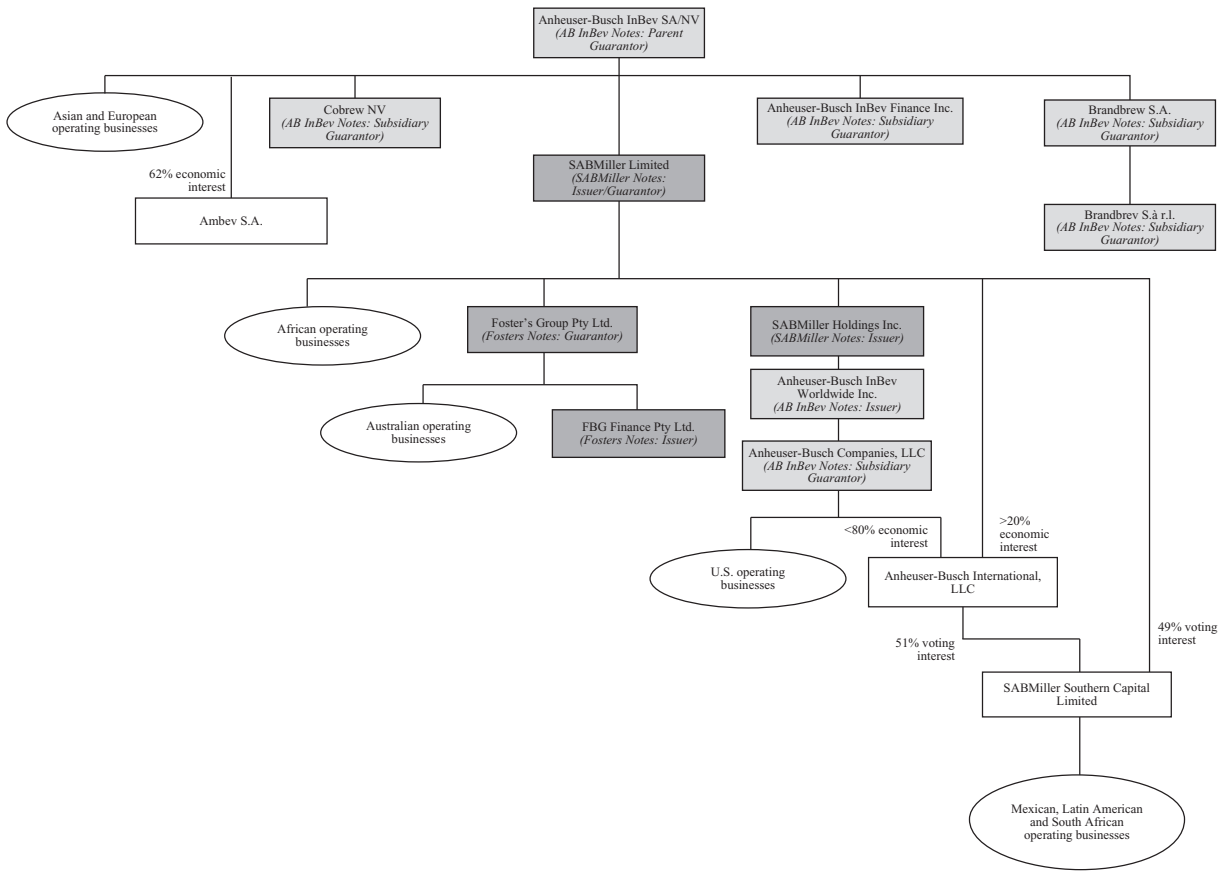 Anheuser-Busch InBev SA/NV
(AB InBev Notes: Parent
Guarantor)
Asian and European
operating businesses
Cobrew NV
(AB InBev Notes: Subsidiary
Guarantor)
Anheuser-Busch InBev Finance Inc.
(AB InBev Notes: Subsidiary
Guarantor)
Brandbrew S.A.
(AB InBev Notes: Subsidiary
Guarantor)
62% economic
interest
Ambev S.A.
SABMiller Limited
(SABMiller Notes:
Issuer/Guarantor)
Brandbrev S.à r.l.
(AB InBev Notes: Subsidiary
Guarantor)
African operating
businesses
Foster's Group Pty Ltd.
(Fosters Notes: Guarantor)
SABMiller Holdings Inc.
(SABMiller Notes: Issuer)
Australian operating
businesses
FBG Finance Pty Ltd.
(Fosters Notes: Issuer)
Anheuser-Busch InBev
Worldwide Inc.
(AB InBev Notes: Issuer)
Anheuser-Busch Companies, LLC
(AB InBev Notes: Subsidiary
Guarantor)
<80% economic
interest
>20%
economic
interest
U.S. operating
businesses
Anheuser-Busch International,
LLC
51% voting
interest
49% voting
interest
SABMiller Southern Capital
Limited
Mexican, Latin American
and South African
operating businesses